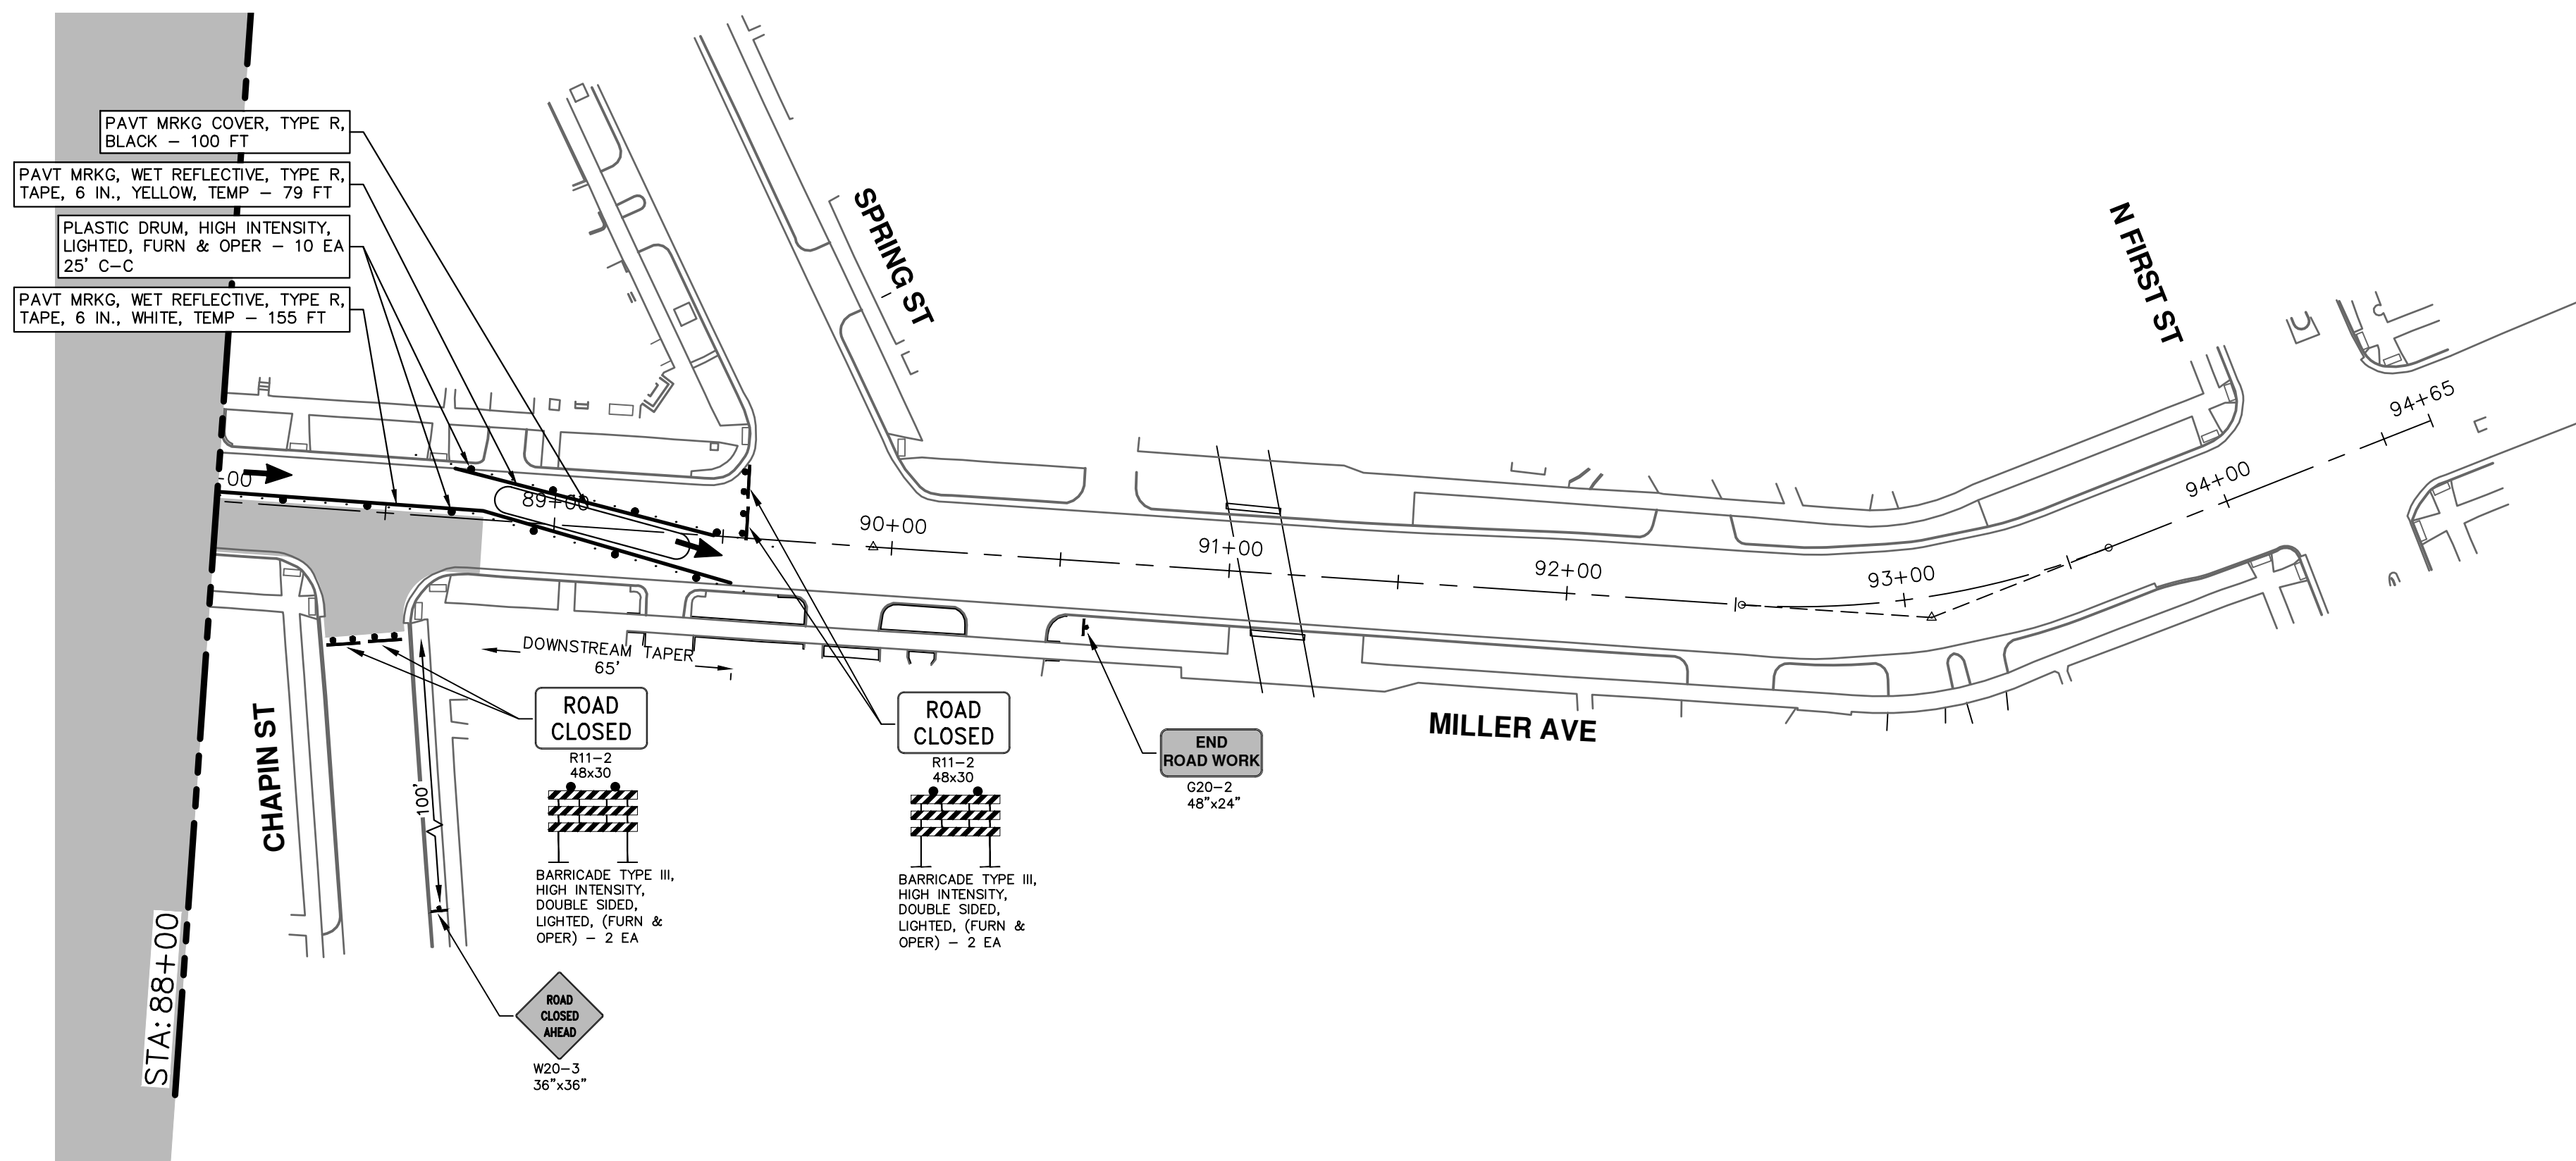 PAVT MRKG COVER, TYPE R,
BLACK – 100 FT
PAVT MRKG, WET REFLECTIVE, TYPE R,
TAPE, 6 IN., YELLOW, TEMP – 79 FT
PLASTIC DRUM, HIGH INTENSITY,
LIGHTED, FURN & OPER – 10 EA
25' C–C
PAVT MRKG, WET REFLECTIVE, TYPE R,
TAPE, 6 IN., WHITE, TEMP – 155 FT
SPRING ST
N FIRST ST
-00
89+00
90+00
91+00
92+00
93+00
94+00
94+65
DOWNSTREAM TAPER
65'
MILLER AVE
CHAPIN ST
100'
STA: 88+00
ROAD
CLOSED
R11–2
48x30
BARRICADE TYPE III,
HIGH INTENSITY,
DOUBLE SIDED,
LIGHTED, (FURN &
OPER) – 2 EA
ROAD
CLOSED
R11–2
48x30
BARRICADE TYPE III,
HIGH INTENSITY,
DOUBLE SIDED,
LIGHTED, (FURN &
OPER) – 2 EA
END
ROAD WORK
G20–2
48"x24"
ROAD
CLOSED
AHEAD
W20–3
36"x36"